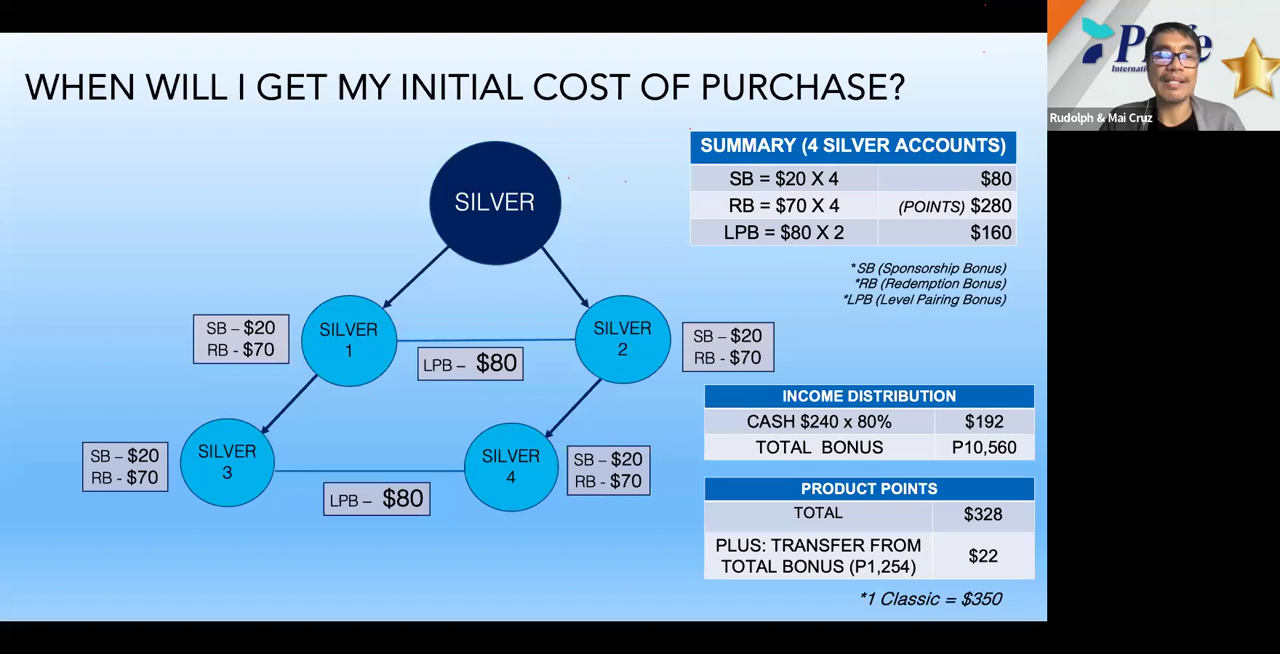 WHEN WILL I GET MY INITIAL COST OF PURCHASE?
SILVER
SILVER
1
SB – $20
RB - $70
LPB – $80
SILVER
2
SB – $20
RB - $70
SILVER
3
SB – $20
RB - $70
LPB – $80
SILVER
4
SB – $20
RB - $70
SUMMARY (4 SILVER ACCOUNTS)
SB = $20 X 4 $80
RB = $70 X 4 (POINTS) $280
LPB = $80 X 2 $160
*SB (Sponsorship Bonus)
*RB (Redemption Bonus)
*LPB (Level Pairing Bonus)
INCOME DISTRIBUTION
CASH $240 x 80% $192
TOTAL BONUS P10,560
PRODUCT POINTS
TOTAL $328
PLUS: TRANSFER FROM
TOTAL BONUS (P1,254) $22
*1 Classic = $350
Rudolph & Mai Cruz